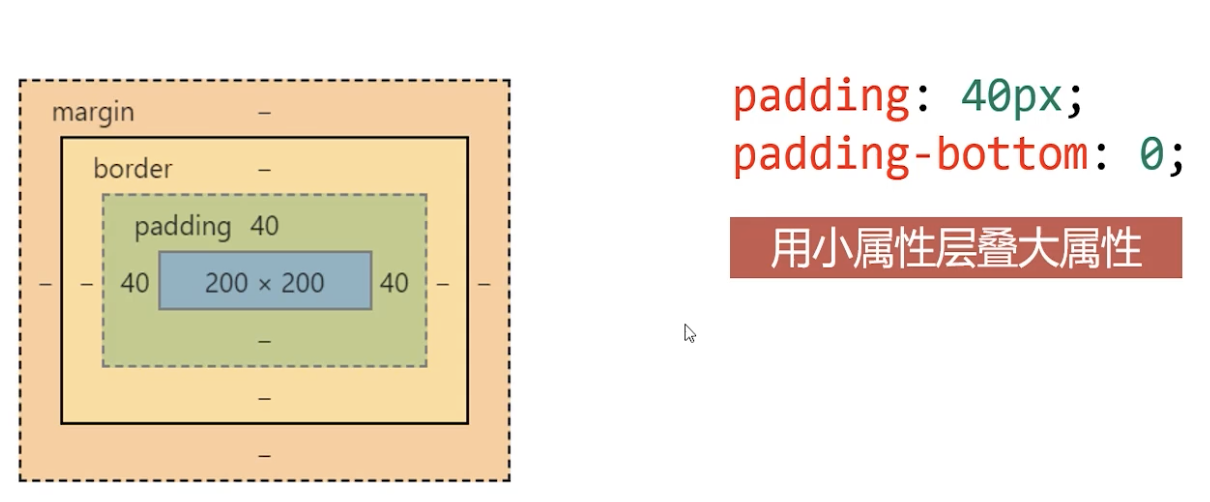 margin –
border –
padding 40
– – 40 200 × 200 40 – –
–
–
–
padding: 40px;
padding-bottom: 0;
用小属性层叠大属性